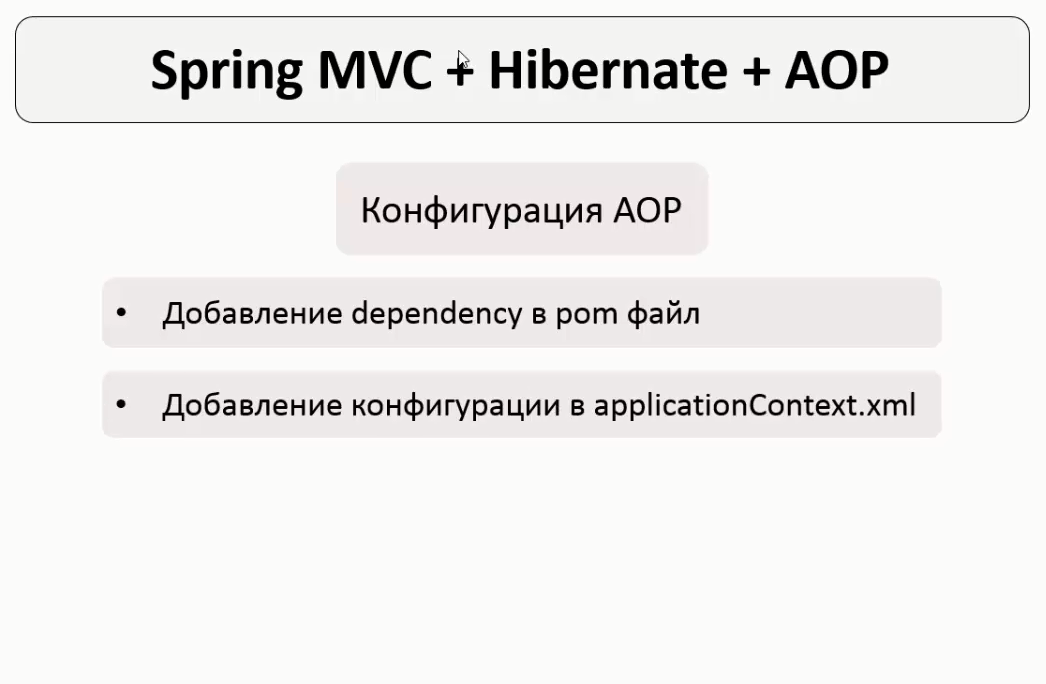 Spring MVC + Hibernate + AOP
Конфигурация AOP
• Добавление dependency в pom файл
• Добавление конфигурации в applicationContext.xml